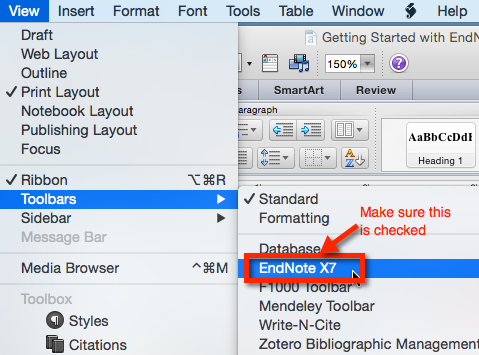 View Insert Format Font Tools Table Window Help
Draft
Web Layout
Outline
✓ Print Layout
Notebook Layout
Publishing Layout
Focus
✓ Ribbon ⌥⌘R
Toolbars ▶
Sidebar ▶
Message Bar
Media Browser ^⌘M
Toolbox
Styles
Citations
Getting Started with EndN
150%
SmartArt Review
Paragraph
AaBbCcDdE
Heading 1
✓ Standard
Formatting
Make sure this
is checked
Database
EndNote X7
F1000 Toolbar
Mendeley Toolbar
Write-N-Cite
Zotero Bibliographic Management